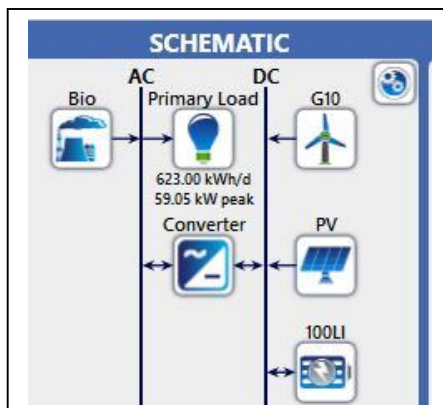 SCHEMATIC
AC DC
Bio Primary Load G10
623.00 kWh/d
59.05 kW peak
Converter PV
100LI